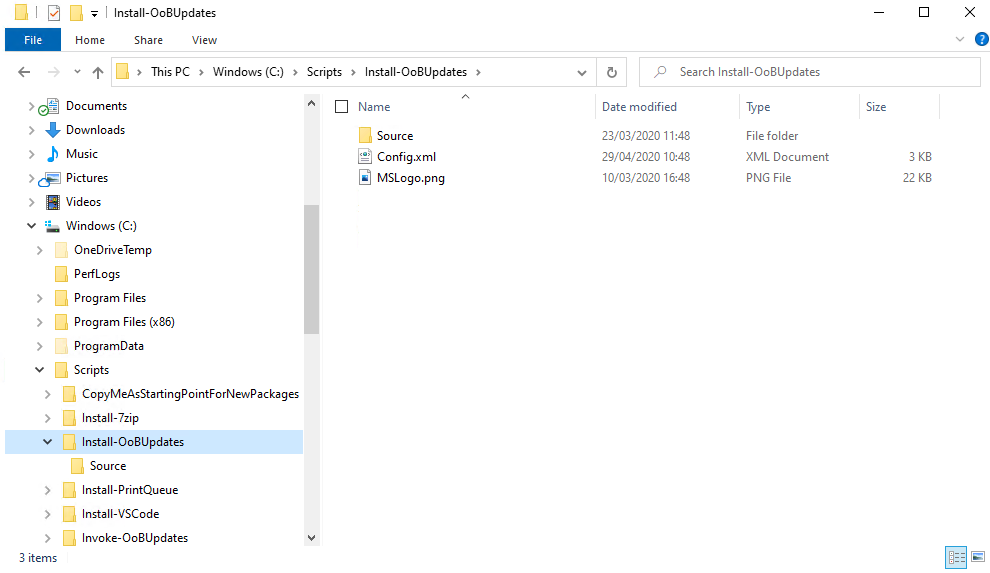 Install-OoBUpdates
File Home Share View
This PC Windows (C:) Scripts Install-OoBUpdates
Search Install-OoBUpdates
Documents
Downloads
Music
Pictures
Videos
Windows (C:)
OneDriveTemp
PerfLogs
Program Files
Program Files (x86)
ProgramData
Scripts
CopyMeAsStartingPointForNewPackages
Install-7zip
Install-OoBUpdates
Source
Install-PrintQueue
Install-VSCode
Invoke-OoBUpdates
Name Date modified Type Size
Source 23/03/2020 11:48 File folder
Config.xml 29/04/2020 10:48 XML Document 3 KB
MSLogo.png 10/03/2020 16:48 PNG File 22 KB
3 items